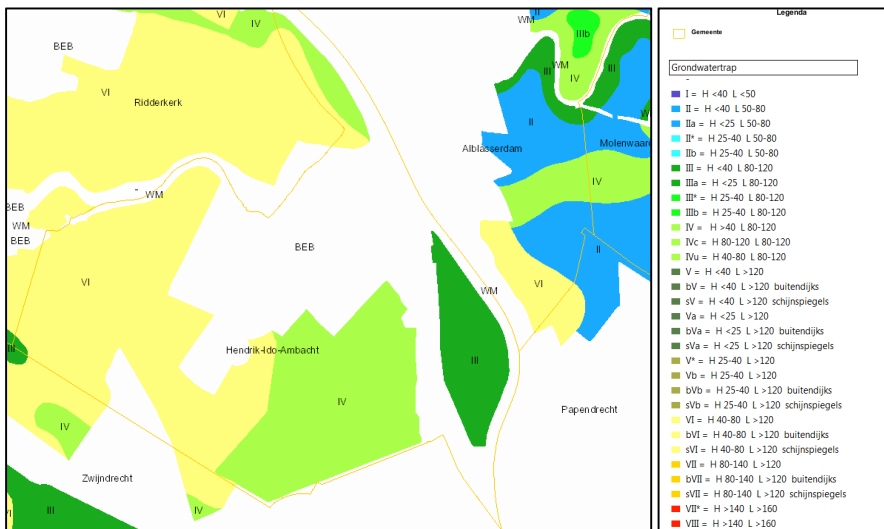 VI
IV
II
WM
IIIb
BEB
III
WM
III
IV
W
VI
Ridderkerk
II
Alblasserdam
Molenwaard
IV
-
WM
BEB
WM
BEB
BEB
II
VI
VI
WM
III
Hendrik-Ido-Ambacht
III
IV
Papendrecht
IV
Zwijndrecht
VI
III
IV
Legenda
Gemeente
Grondwatertrap
-
I = H <40 L <50
II = H <40 L 50-80
IIa = H <25 L 50-80
II* = H 25-40 L 50-80
IIb = H 25-40 L 50-80
III = H <40 L 80-120
IIIa = H <25 L 80-120
III* = H 25-40 L 80-120
IIIb = H 25-40 L 80-120
IV = H >40 L 80-120
IVc = H 80-120 L 80-120
IVu = H 40-80 L 80-120
V = H <40 L >120
bV = H <40 L >120 buitendijks
sV = H <40 L >120 schijnspiegels
Va = H <25 L >120
bVa = H <25 L >120 buitendijks
sVa = H <25 L >120 schijnspiegels
V* = H 25-40 L >120
Vb = H 25-40 L >120
bVb = H 25-40 L >120 buitendijks
sVb = H 25-40 L >120 schijnspiegels
VI = H 40-80 L >120
bVI = H 40-80 L >120 buitendijks
sVI = H 40-80 L >120 schijnspiegels
VII = H 80-140 L >120
bVII = H 80-140 L >120 buitendijks
sVII = H 80-140 L >120 schijnspiegels
VII* = H >140 L >160
VIII = H >140 L >160